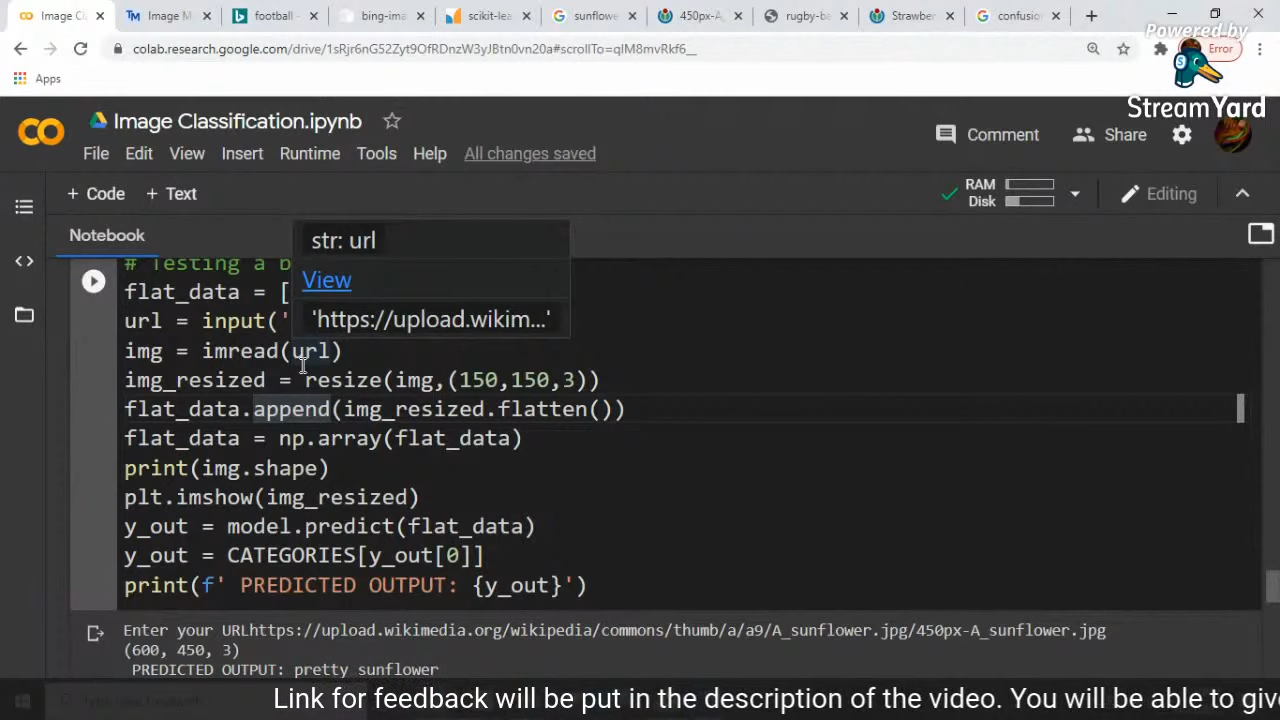 Image Cl
Image M
football -
bing-ima
scikit-lea
sunflowe
450px-A_
rugby-ba
Strawber
confusio
colab.research.google.com/drive/1sRjr6nG52Zyt9OfRDnzW3yJBtn0vn20a#scrollTo=qIM8mvRkf6__
Error
Apps
Powered by
StreamYard
Image Classification.ipynb
Comment
Share
File Edit View Insert Runtime Tools Help All changes saved
+ Code + Text
RAM
Disk
Editing
Notebook
str: url
View
'https://upload.wikim...'
# Testing a b
flat_data = [
url = input('
img = imread(url)
img_resized = resize(img,(150,150,3))
flat_data.append(img_resized.flatten())
flat_data = np.array(flat_data)
print(img.shape)
plt.imshow(img_resized)
y_out = model.predict(flat_data)
y_out = CATEGORIES[y_out[0]]
print(f' PREDICTED OUTPUT: {y_out}')
Enter your URLhttps://upload.wikimedia.org/wikipedia/commons/thumb/a/a9/A_sunflower.jpg/450px-A_sunflower.jpg
(600, 450, 3)
PREDICTED OUTPUT: pretty sunflower
Link for feedback will be put in the description of the video. You will be able to giv